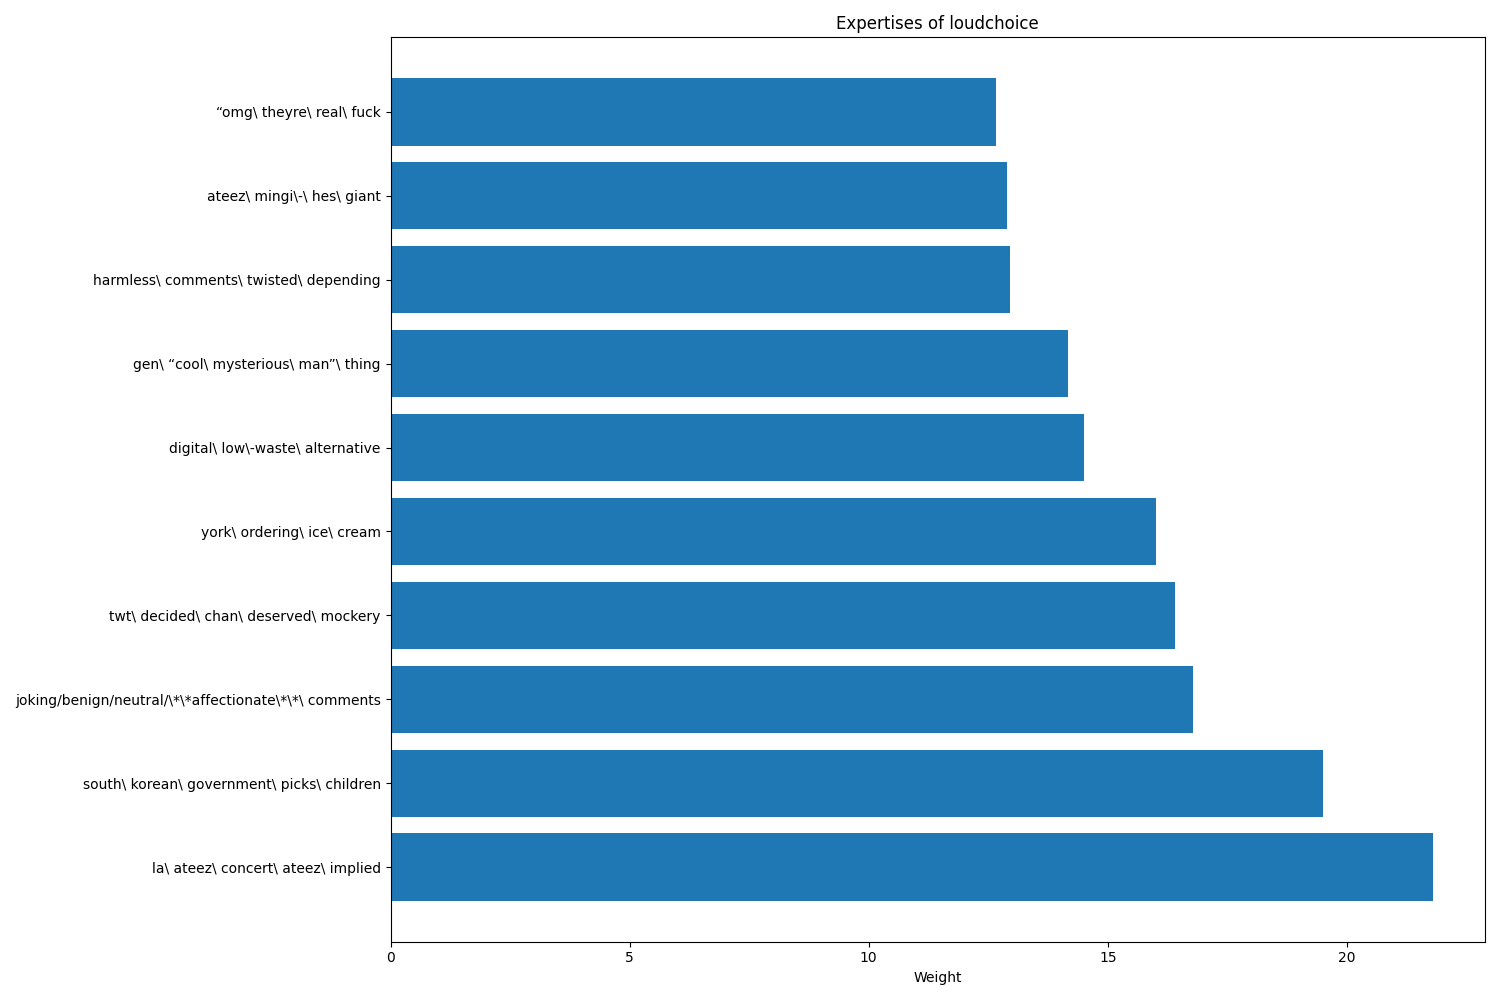 Expertises of loudchoice
“omg\ theyre\ real\ fuck
ateez\ mingi\-\ hes\ giant
harmless\ comments\ twisted\ depending
gen\ “cool\ mysterious\ man”\ thing
digital\ low\-waste\ alternative
york\ ordering\ ice\ cream
twt\ decided\ chan\ deserved\ mockery
joking/benign/neutral/\*\*affectionate\*\*\ comments
south\ korean\ government\ picks\ children
la\ ateez\ concert\ ateez\ implied
0 5 10 15 20
Weight